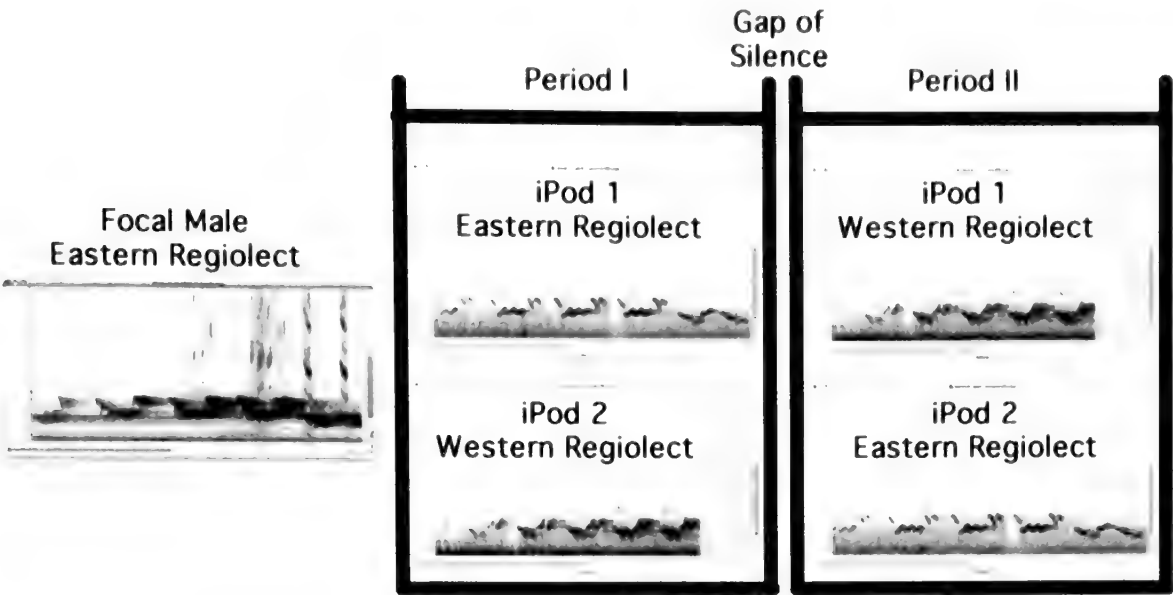 Gap of
Silence
Period I
Period II
Focal Male
Eastern Regiolect
iPod 1
Eastern Regiolect
iPod 2
Western Regiolect
iPod 1
Western Regiolect
iPod 2
Eastern Regiolect